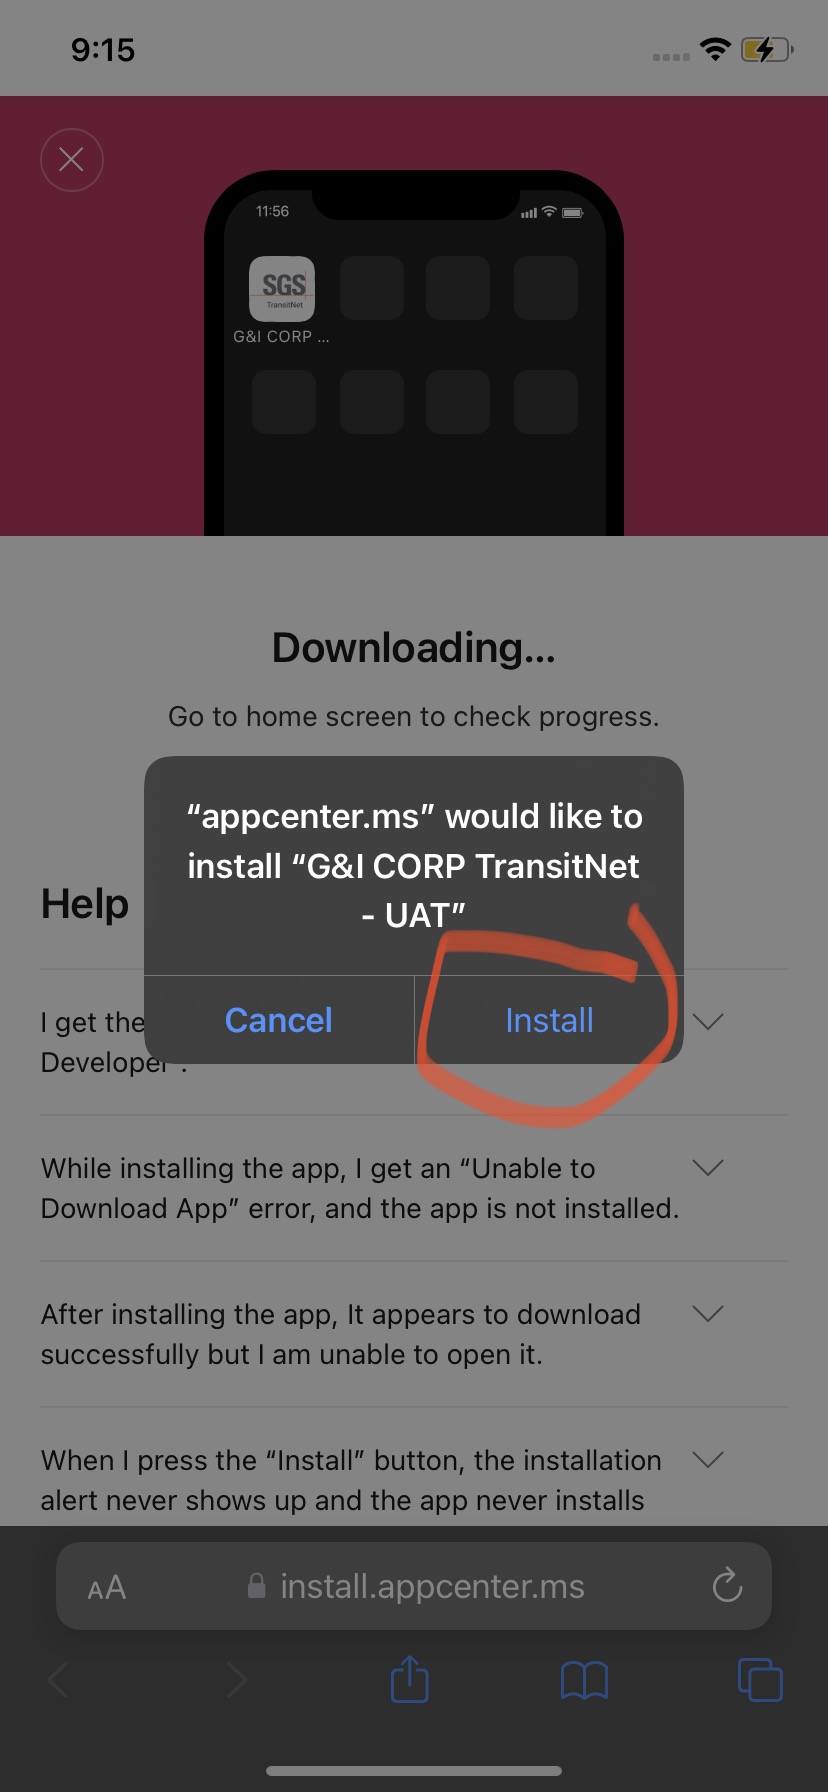 9:15
11:56
SGS
TransitNet
G&I CORP ...
Downloading...
Go to home screen to check progress.
“appcenter.ms” would like to
install “G&I CORP TransitNet
- UAT”
Cancel
Install
Help
I get the
Developer".
While installing the app, I get an “Unable to
Download App” error, and the app is not installed.
After installing the app, It appears to download
successfully but I am unable to open it.
When I press the “Install” button, the installation
alert never shows up and the app never installs
AA
install.appcenter.ms